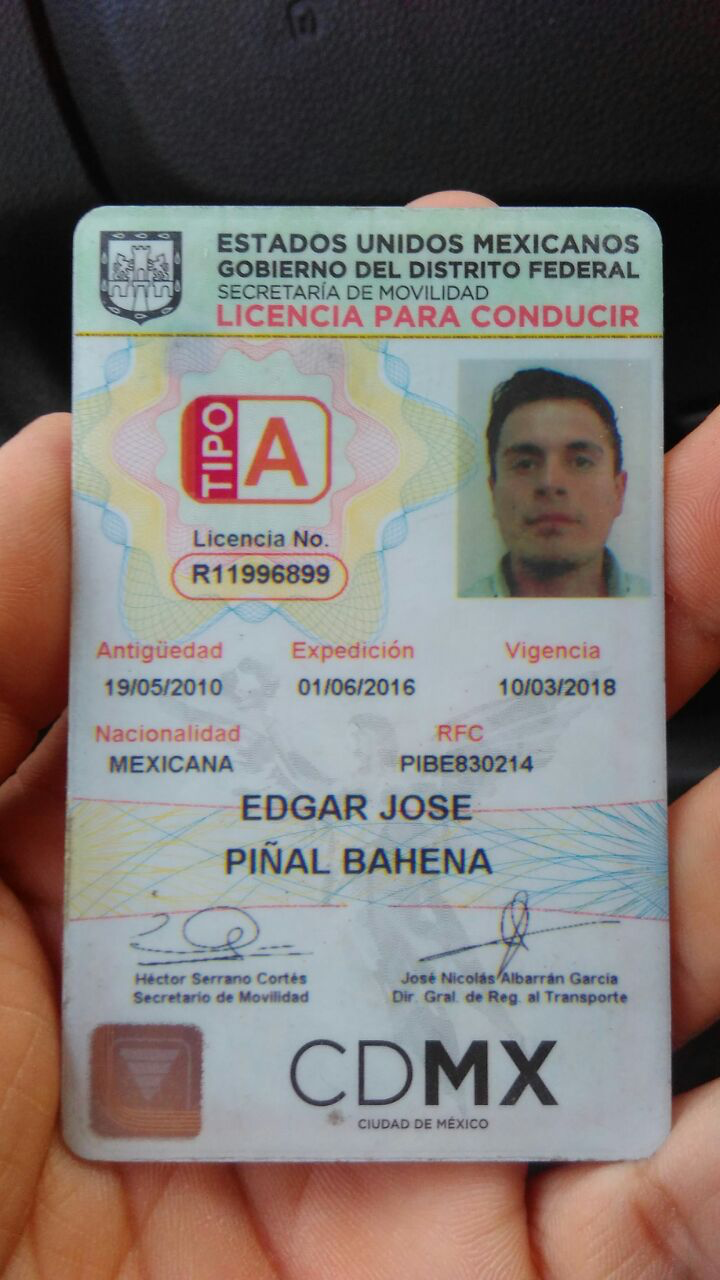 ESTADOS UNIDOS MEXICANOS
GOBIERNO DEL DISTRITO FEDERAL
SECRETARÍA DE MOVILIDAD
LICENCIA PARA CONDUCIR
TIPO A
Licencia No.
R11996899
Antigüedad Expedición Vigencia
19/05/2010 01/06/2016 10/03/2018
Nacionalidad RFC
MEXICANA PIBE830214
EDGAR JOSE
PIÑAL BAHENA
Héctor Serrano Cortés José Nicolás Albarrán Garcia
Secretario de Movilidad Dir. Gral. de Reg. al Transporte
CDMX
CIUDAD DE MÉXICO